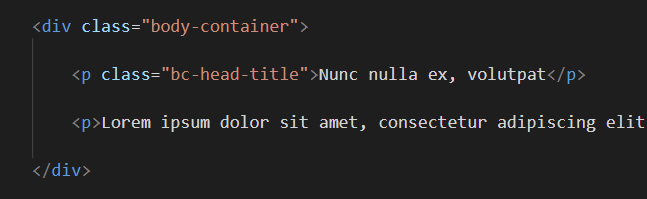 <div class="body-container">
<p class="bc-head-title">Nunc nulla ex, volutpat</p>
<p>Lorem ipsum dolor sit amet, consectetur adipiscing elit
</div>